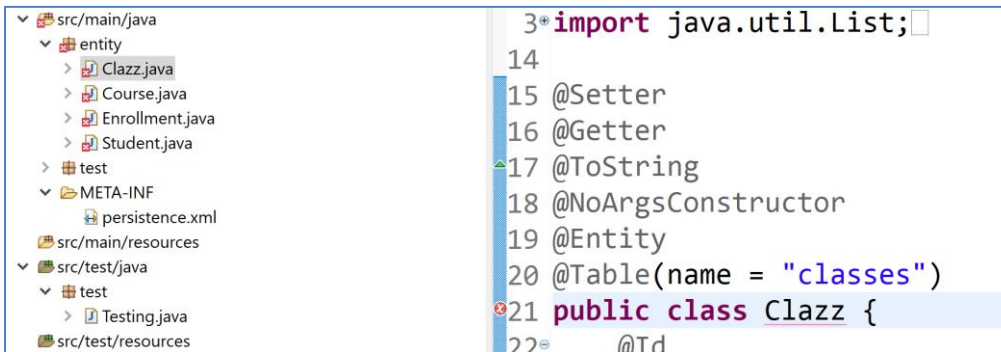 src/main/java
entity
Clazz.java
Course.java
Enrollment.java
Student.java
test
META-INF
persistence.xml
src/main/resources
src/test/java
test
Testing.java
src/test/resources
3 import java.util.List;
14
15 @Setter
16 @Getter
17 @ToString
18 @NoArgsConstructor
19 @Entity
20 @Table(name = "classes")
21 public class Clazz {
22 @Id